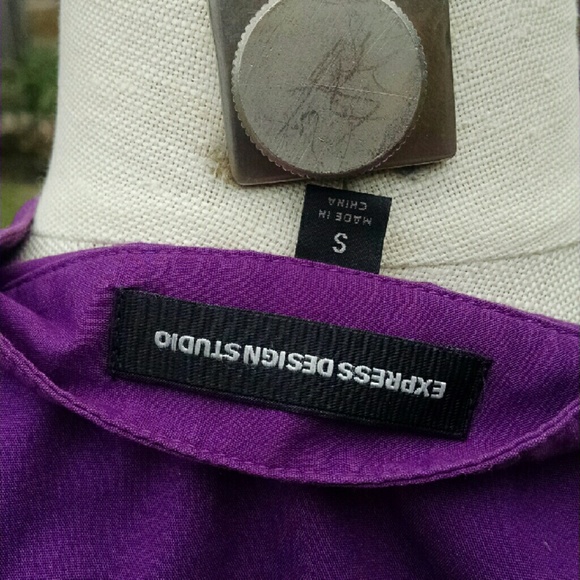 EXPRESS DESIGN STUDIO
S
MADE IN
CHINA